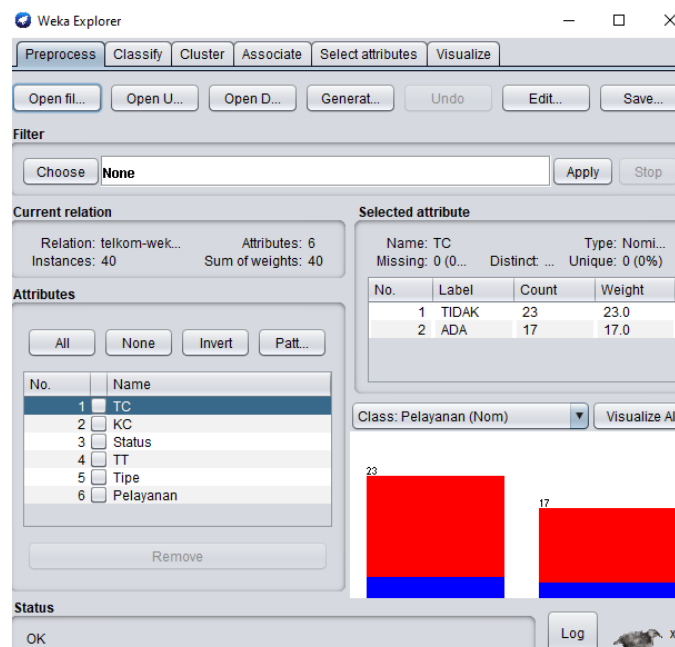 Weka Explorer
Preprocess Classify Cluster Associate Select attributes Visualize
Open fil... Open U... Open D... Generat... Undo Edit... Save...
Filter
Choose None Apply Stop
Current relation
Relation: telkom-wek... Attributes: 6
Instances: 40 Sum of weights: 40
Selected attribute
Name: TC Type: Nomi...
Missing: 0 (0... Distinct: ... Unique: 0 (0%)
No. Label Count Weight
1 TIDAK 23 23.0
2 ADA 17 17.0
Attributes
All None Invert Patt...
No. Name
1 TC
2 KC
3 Status
4 TT
5 Tipe
6 Pelayanan
Remove
Class: Pelayanan (Nom) Visualize Al
23
17
Status
OK
Log x